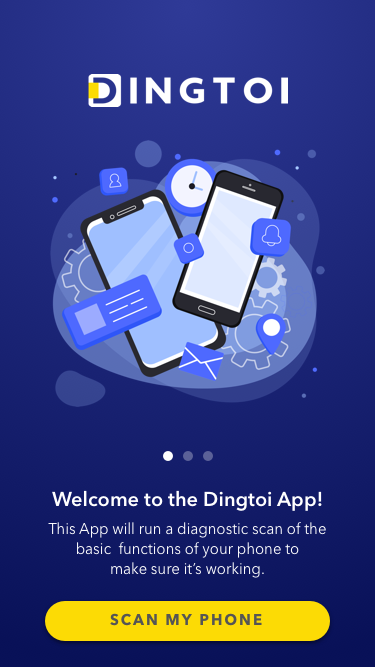 DINGTOI
Welcome to the Dingtoi App!
This App will run a diagnostic scan of the
basic functions of your phone to
make sure it's working.
SCAN MY PHONE